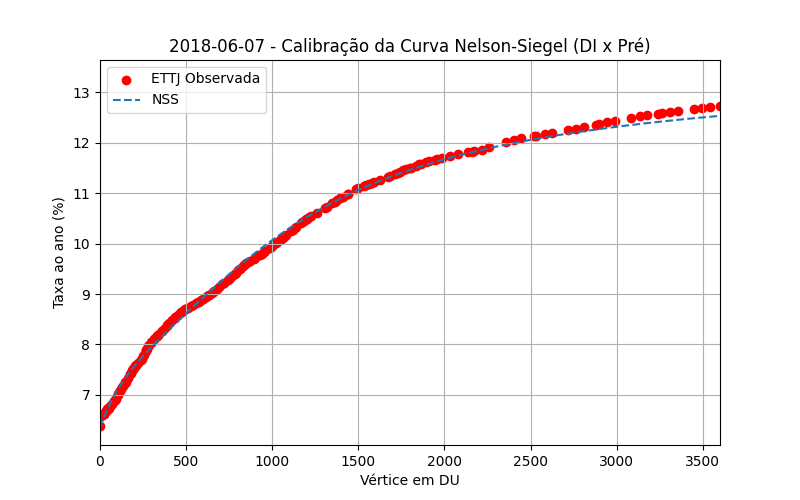 2018-06-07 - Calibração da Curva Nelson-Siegel (DI x Pré)
ETTJ Observada
NSS
Taxa ao ano (%)
13
12
11
10
9
8
7
0 500 1000 1500 2000 2500 3000 3500
Vértice em DU